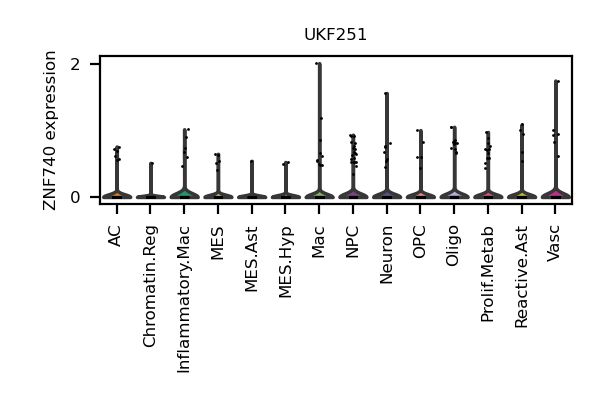 UKF251
ZNF740 expression
2
0
AC
Chromatin.Reg
Inflammatory.Mac
MES
MES.Ast
MES.Hyp
Mac
NPC
Neuron
OPC
Oligo
Prolif.Metab
Reactive.Ast
Vasc